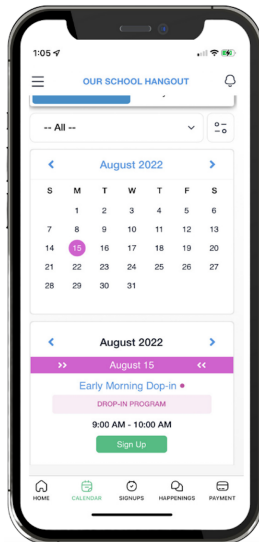 1:05
OUR SCHOOL HANGOUT
-- All --
August 2022
S M T W T F S
1 2 3 4 5 6
7 8 9 10 11 12 13
14 15 16 17 18 19 20
21 22 23 24 25 26 27
28 29 30 31
August 2022
>> August 15 <<
Early Morning Dop-in
DROP-IN PROGRAM
9:00 AM - 10:00 AM
Sign Up
HOME CALENDAR SIGNUPS HAPPENINGS PAYMENT